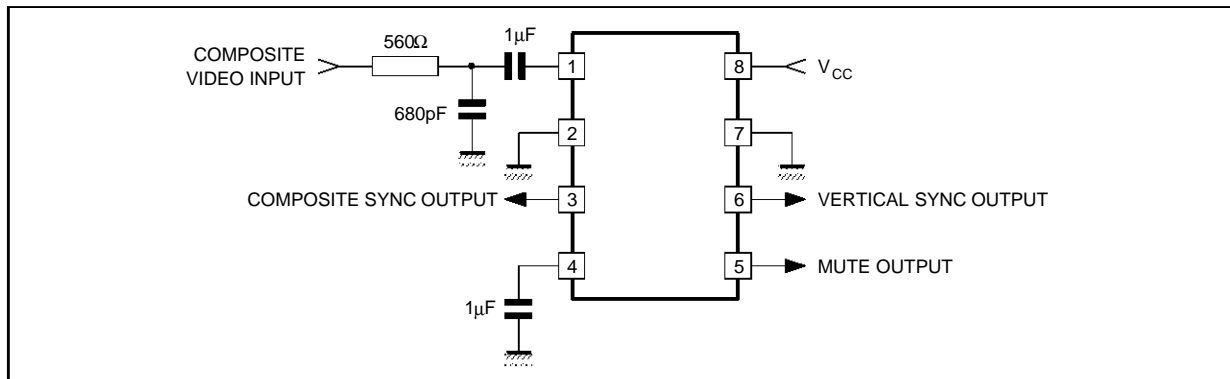 COMPOSITE
VIDEO INPUT
560Ω
1μF
680pF
1
2
3
4
8
7
6
5
V CC
COMPOSITE SYNC OUTPUT
VERTICAL SYNC OUTPUT
MUTE OUTPUT
1μF